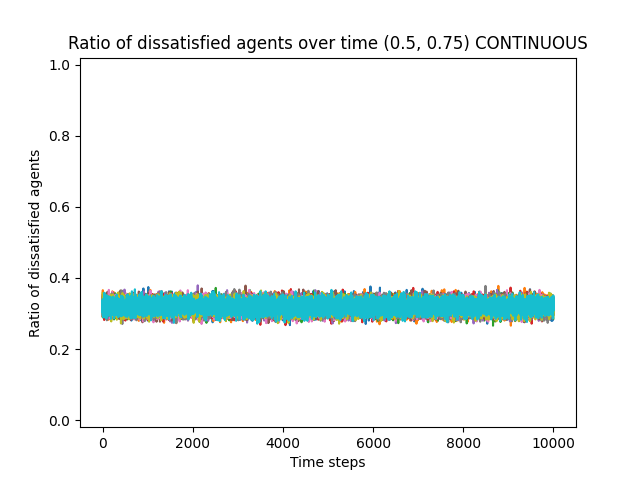 Ratio of dissatisfied agents over time (0.5, 0.75) CONTINUOUS
Ratio of dissatisfied agents
1.0
0.8
0.6
0.4
0.2
0.0
0 2000 4000 6000 8000 10000
Time steps